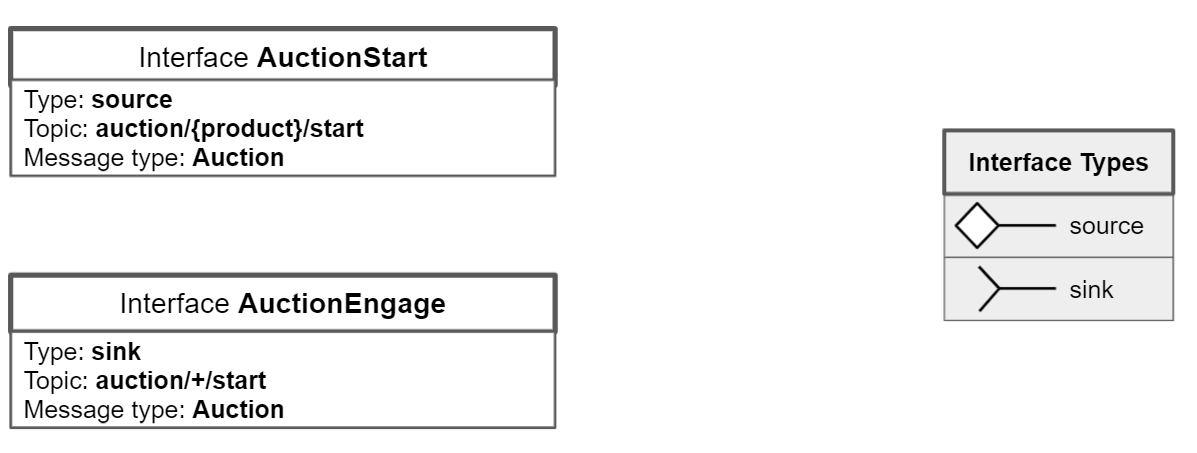 Interface AuctionStart
Type: source
Topic: auction/{product}/start
Message type: Auction
Interface AuctionEngage
Type: sink
Topic: auction/+/start
Message type: Auction
Interface Types
source
sink